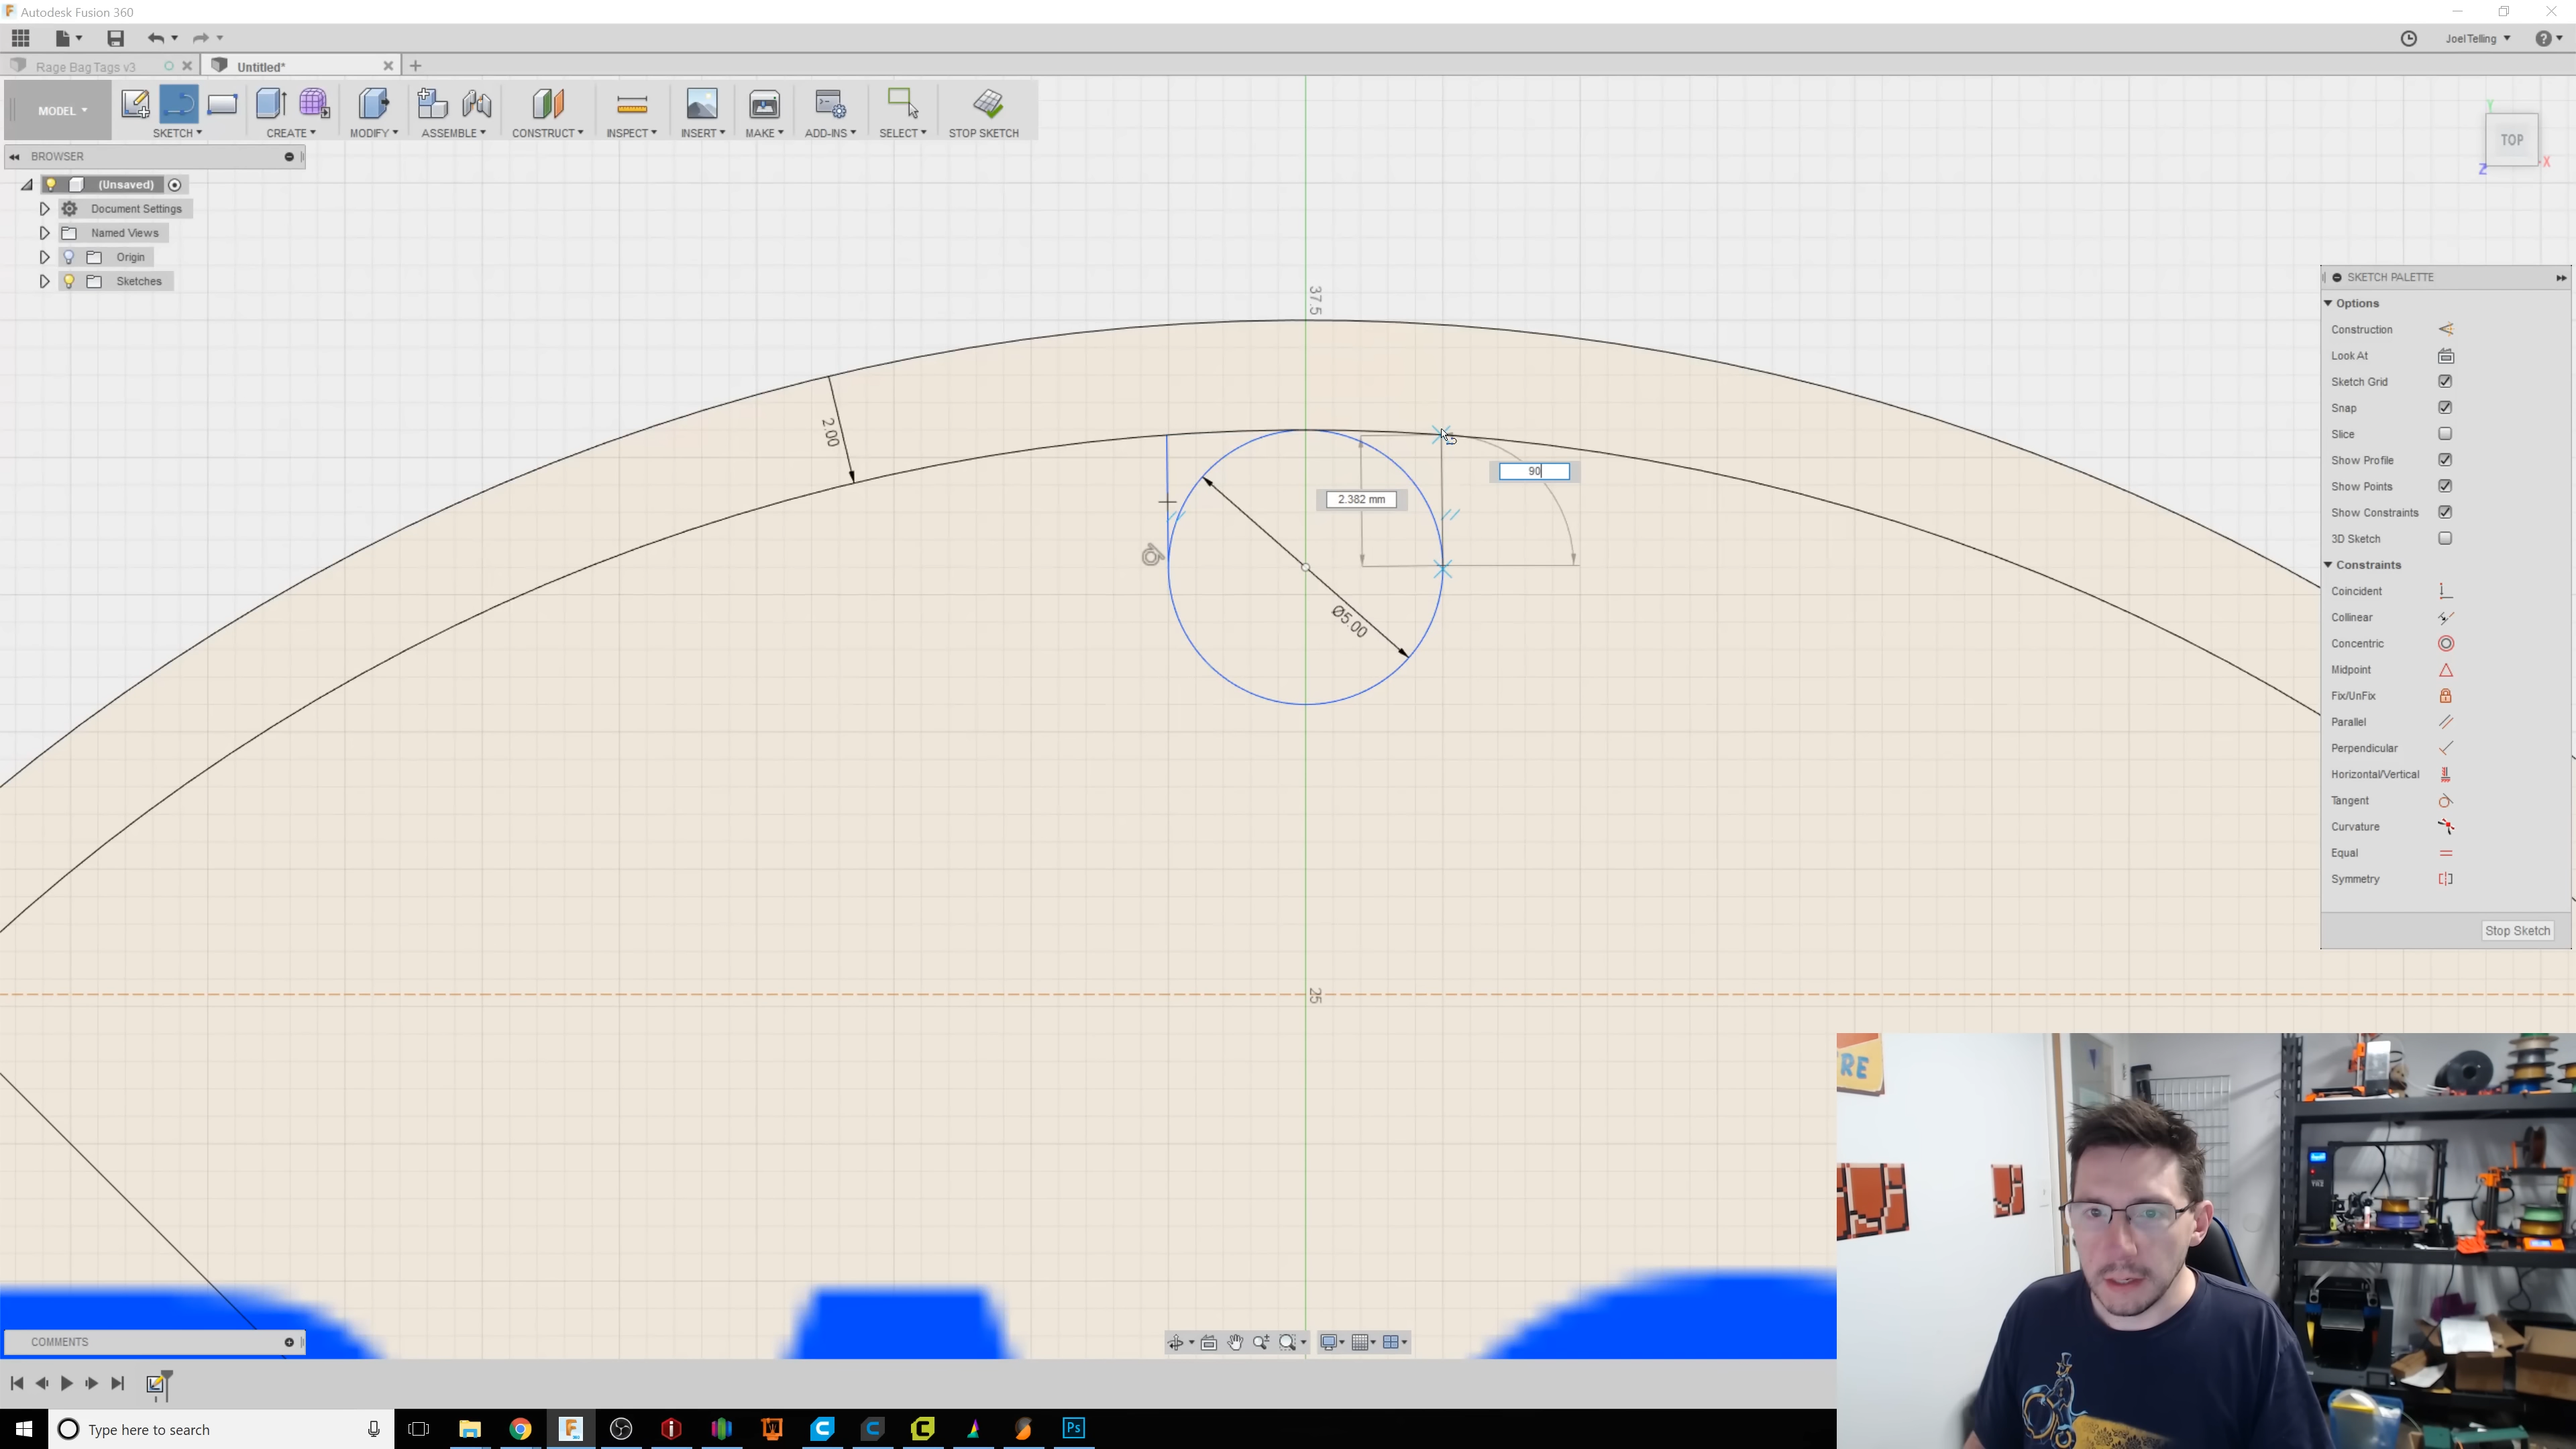 Autodesk Fusion 360
Joel Telling
Rage Bag Tags v3
Untitled*
MODEL
SKETCH
CREATE
MODIFY
ASSEMBLE
CONSTRUCT
INSPECT
INSERT
MAKE
ADD-INS
SELECT
STOP SKETCH
TOP
Y
X
Z
BROWSER
(Unsaved)
Document Settings
Named Views
Origin
Sketches
37.5
2.00
90
2.382 mm
Ø5.00
25
SKETCH PALETTE
Options
Construction
Look At
Sketch Grid
Snap
Slice
Show Profile
Show Points
Show Constraints
3D Sketch
Constraints
Coincident
Collinear
Concentric
Midpoint
Fix/UnFix
Parallel
Perpendicular
Horizontal/Vertical
Tangent
Curvature
Equal
Symmetry
Stop Sketch
RE
COMMENTS
Type here to search
Ps